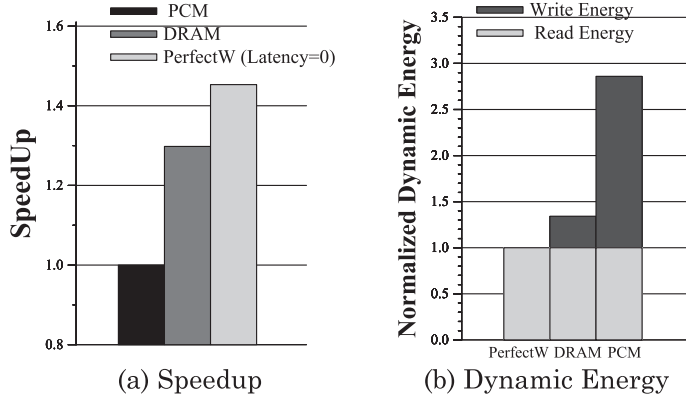 PCM
DRAM
PerfectW (Latency=0)
1.6
1.4
1.2
1.0
0.8
SpeedUp
(a) Speedup
Write Energy
Read Energy
3.5
3.0
2.5
2.0
1.5
1.0
0.5
0.0
Normalized Dynamic Energy
PerfectW DRAM PCM
(b) Dynamic Energy